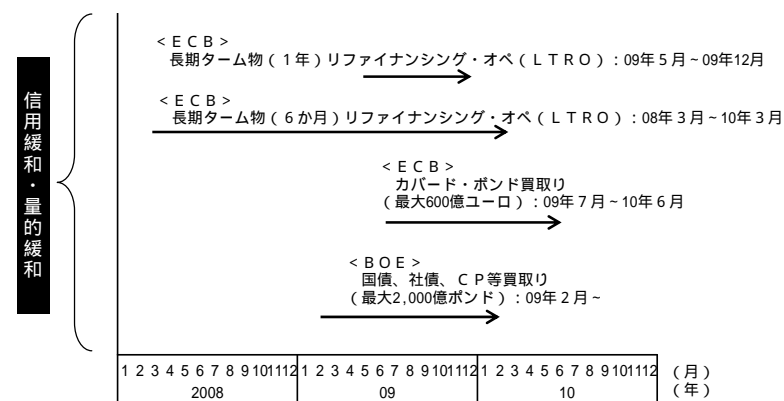 信用緩和・量的緩和
<ECB>
長期ターム物(1年)リファイナンシング・オペ(LTRO):09年5月~09年12月
<ECB>
長期ターム物(6か月)リファイナンシング・オペ(LTRO):08年3月~10年3月
<ECB>
カバード・ボンド買取り
(最大600億ユーロ):09年7月~10年6月
<BOE>
国債、社債、CP等買取り
(最大2,000億ポンド):09年2月~
1 2 3 4 5 6 7 8 9 10 11 12 1 2 3 4 5 6 7 8 9 10 11 12 1 2 3 4 5 6 7 8 9 10 11 12 (月)
2008 09 10 (年)